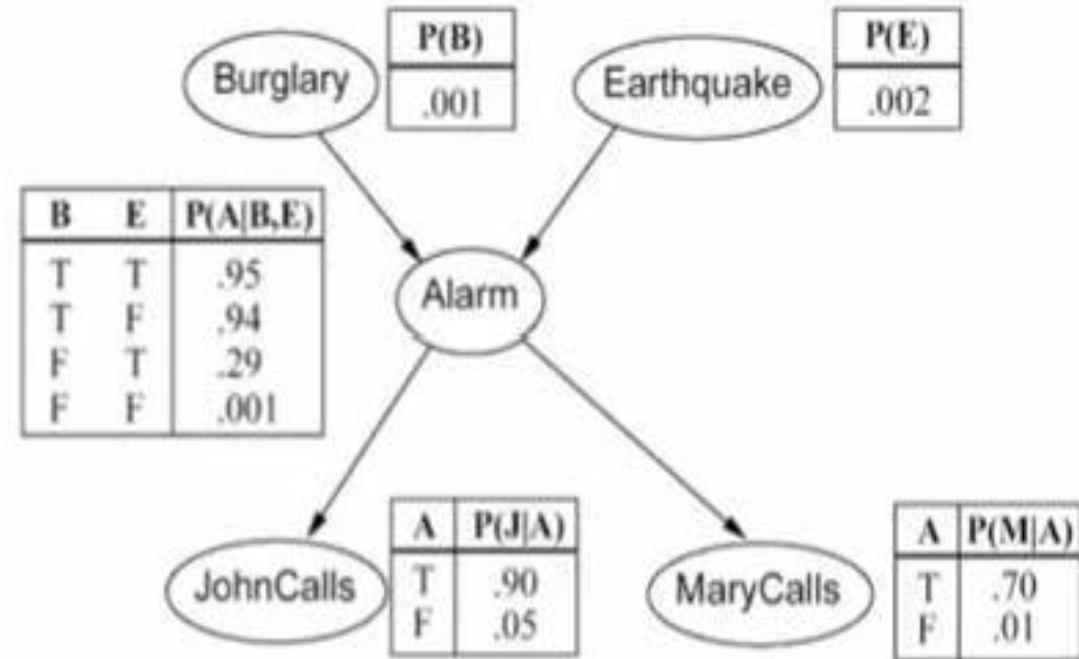 Burglary
P(B)
.001
Earthquake
P(E)
.002
B E P(A|B,E)
T T .95
T F .94
F T .29
F F .001
Alarm
JohnCalls
A P(J|A)
T .90
F .05
MaryCalls
A P(M|A)
T .70
F .01